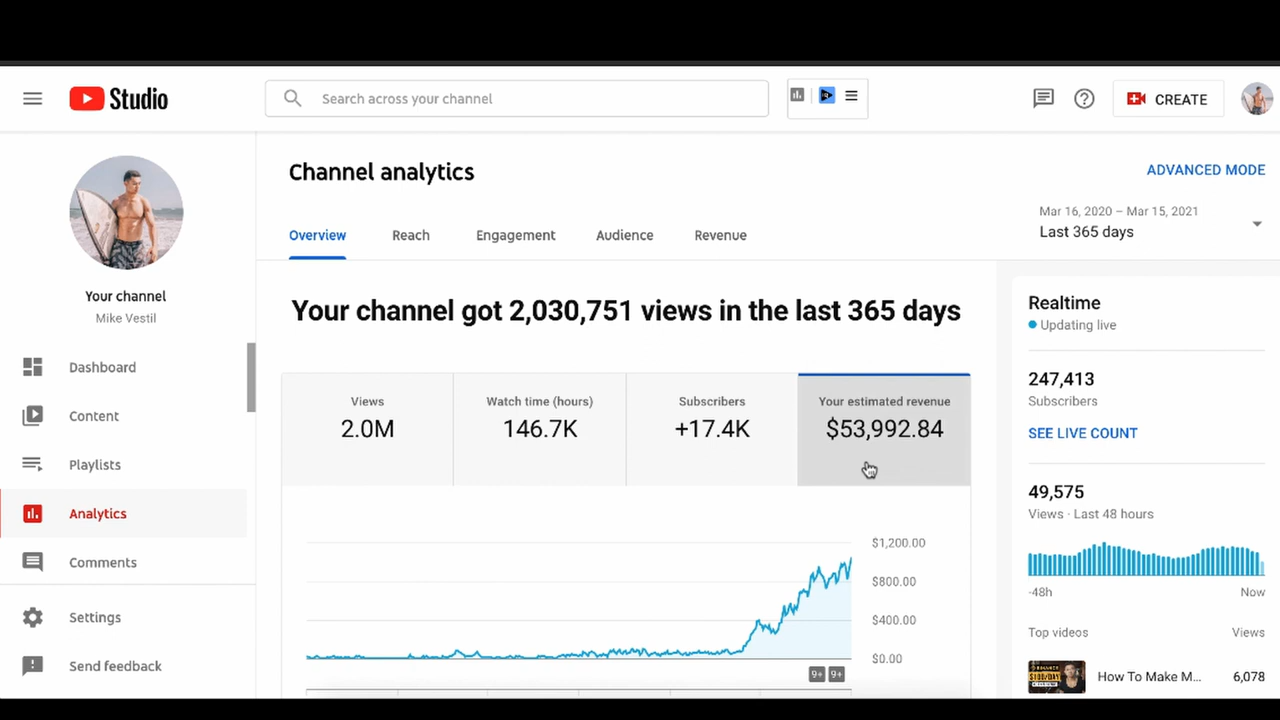 Studio
Search across your channel
CREATE
Your channel
Mike Vestil
Dashboard
Content
Playlists
Analytics
Comments
Settings
Send feedback
Channel analytics
ADVANCED MODE
Mar 16, 2020 – Mar 15, 2021
Last 365 days
Overview Reach Engagement Audience Revenue
Your channel got 2,030,751 views in the last 365 days
Views Watch time (hours) Subscribers Your estimated revenue
2.0M 146.7K +17.4K $53,992.84
$1,200.00
$800.00
$400.00
$0.00
9+ 9+
Realtime
Updating live
247,413
Subscribers
SEE LIVE COUNT
49,575
Views · Last 48 hours
-48h Now
Top videos Views
$100/DAY
How To Make M... 6,078